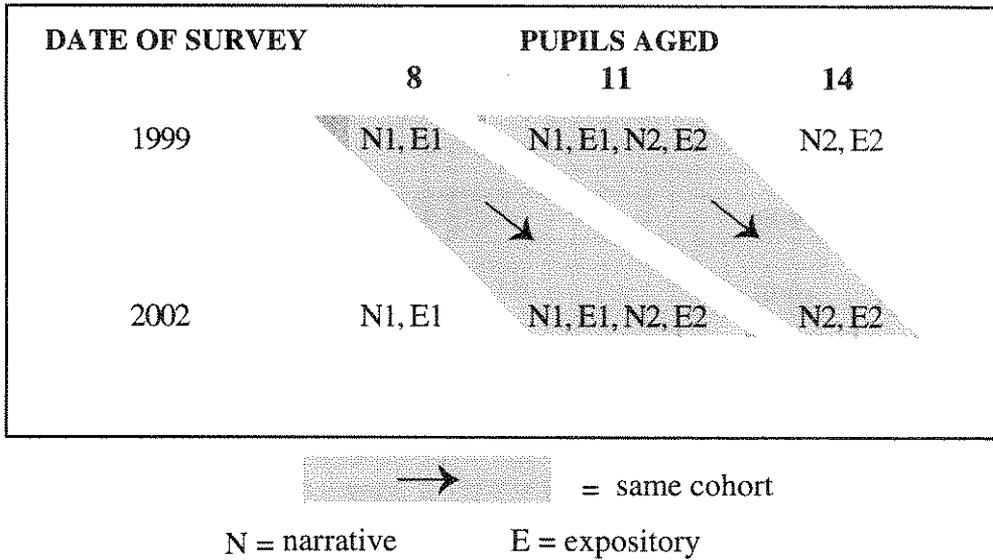 DATE OF SURVEY PUPILS AGED
8 11 14
1999 N1, E1 N1, E1, N2, E2 N2, E2
2002 N1, E1 N1, E1, N2, E2 N2, E2
= same cohort
N = narrative E = expository